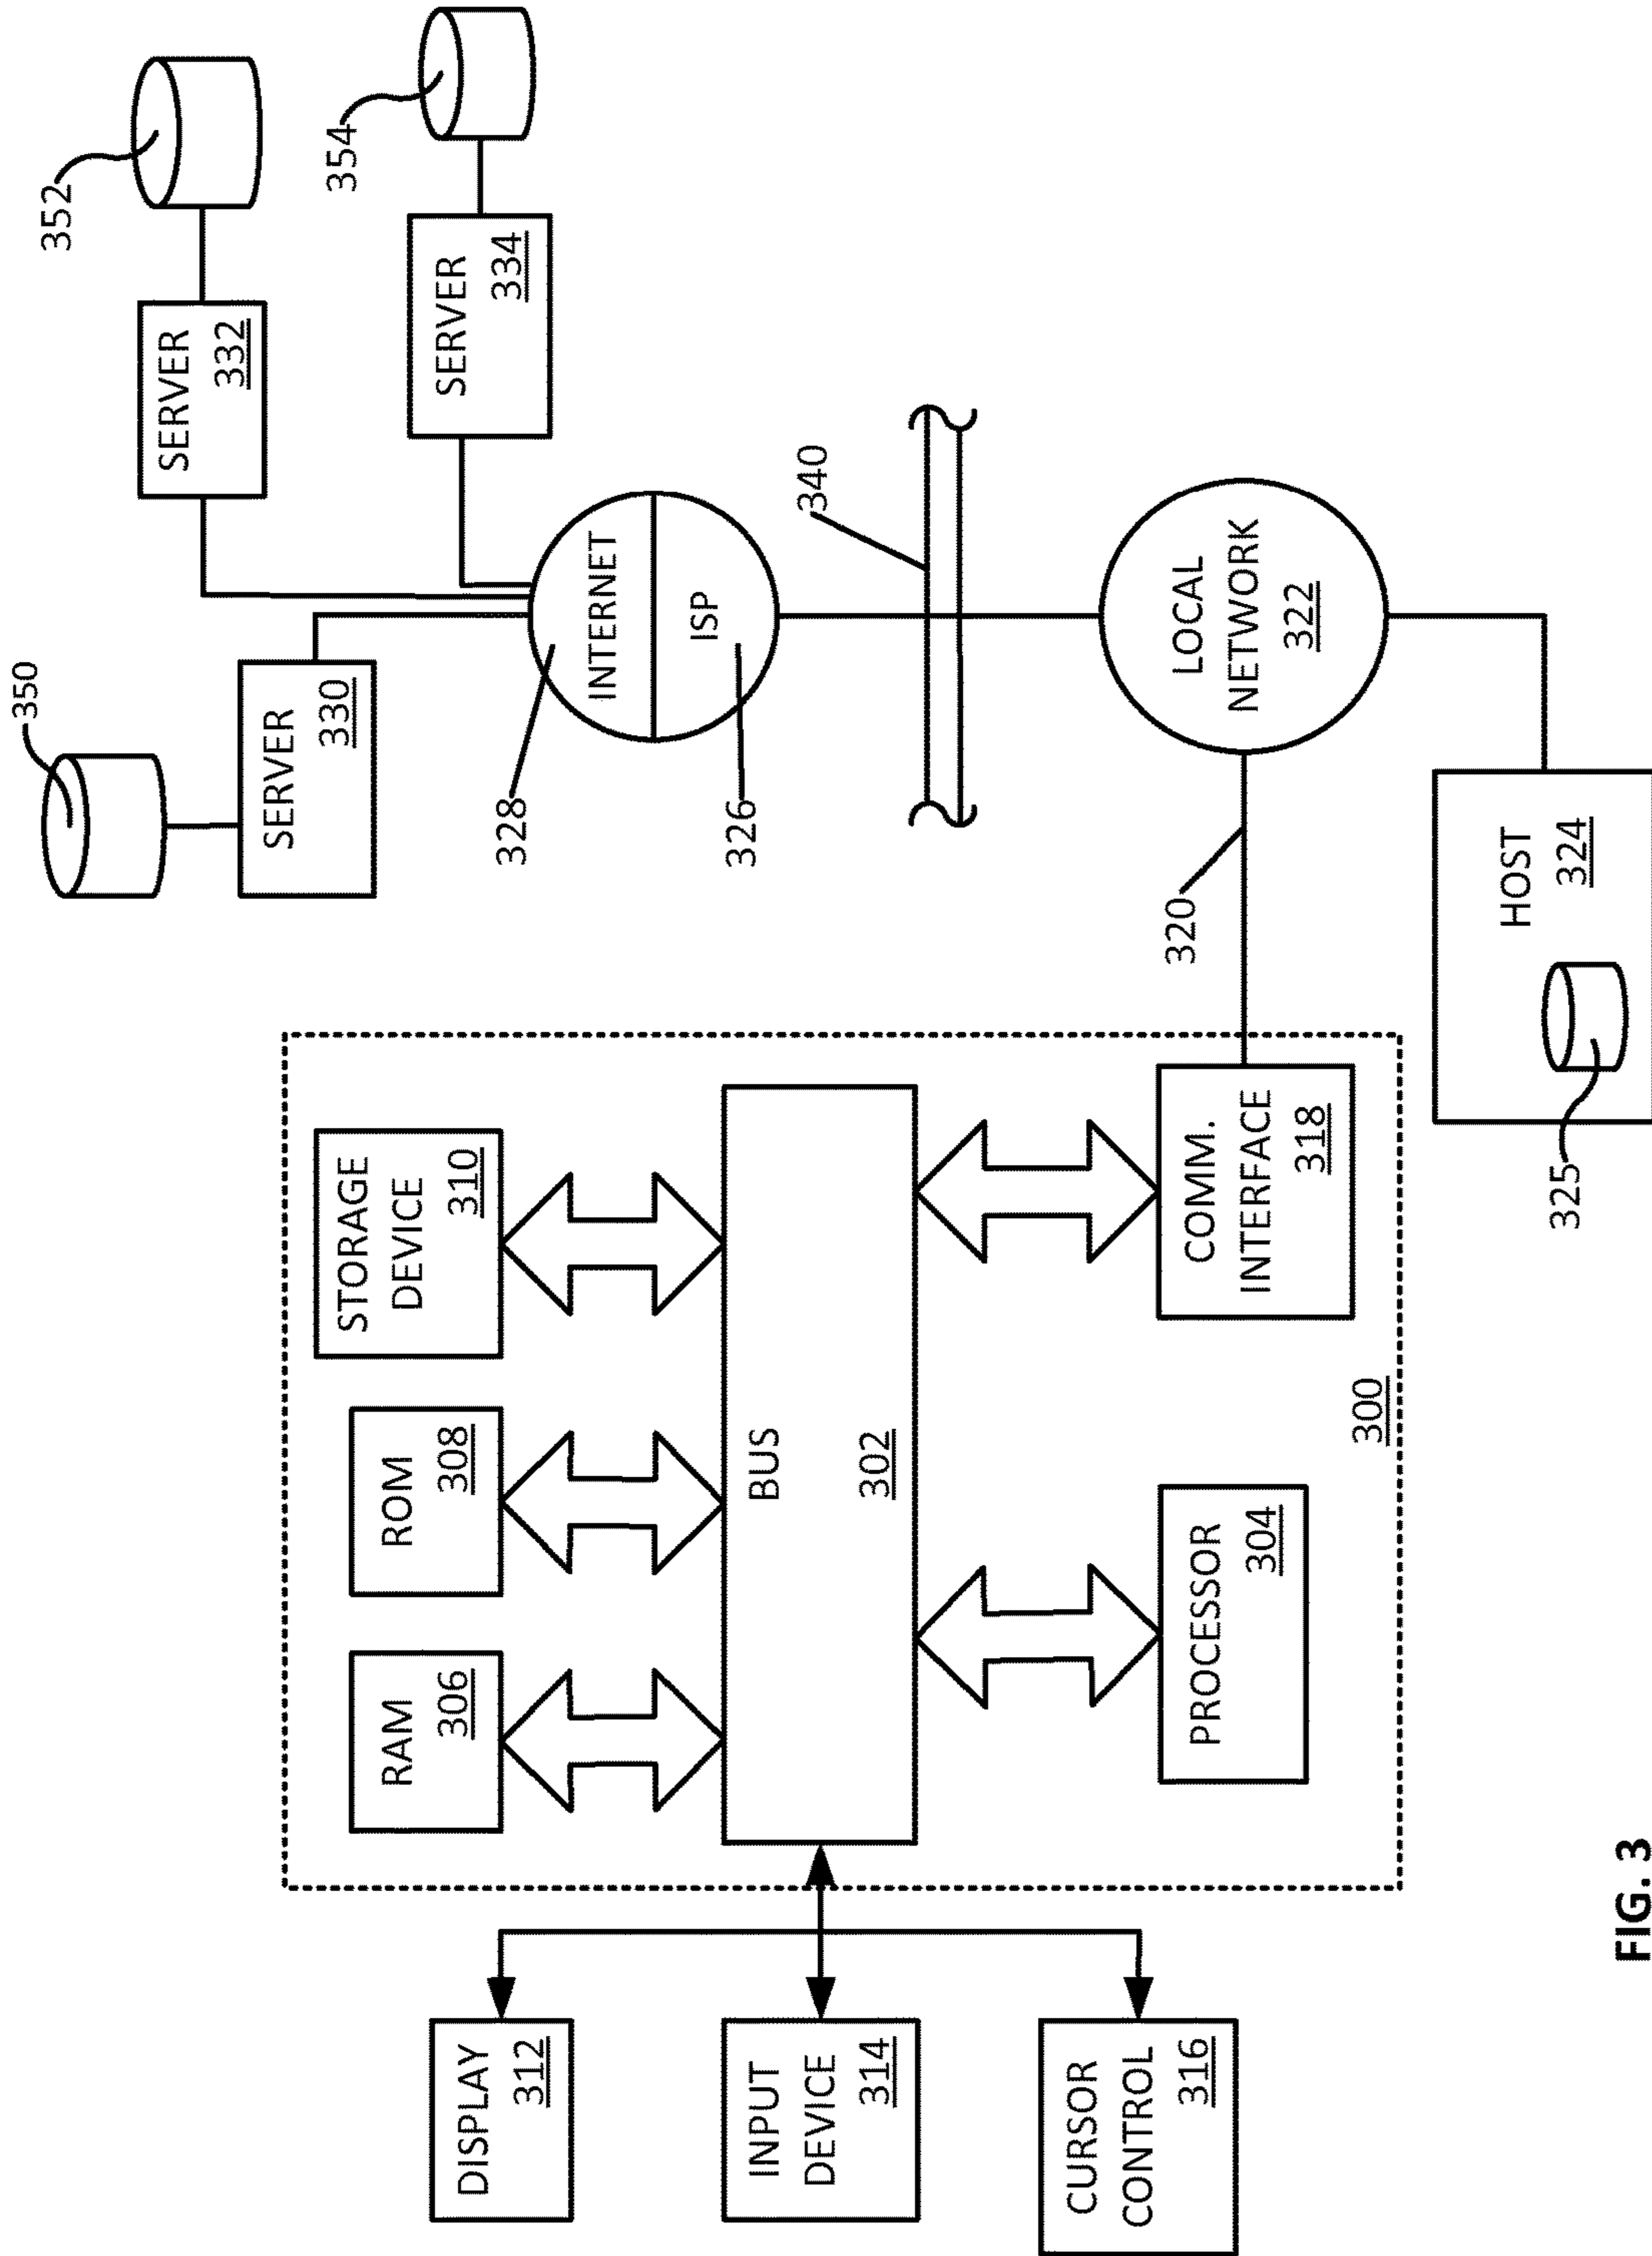 DISPLAY
312
INPUT
DEVICE
314
CURSOR
CONTROL
316
RAM
306
ROM
308
STORAGE
DEVICE
310
BUS
302
PROCESSOR
304
COMM.
INTERFACE
318
300
350
SERVER
330
352
SERVER
332
354
SERVER
334
328
INTERNET
326
ISP
340
320
LOCAL
NETWORK
322
HOST
324
325
FIG. 3